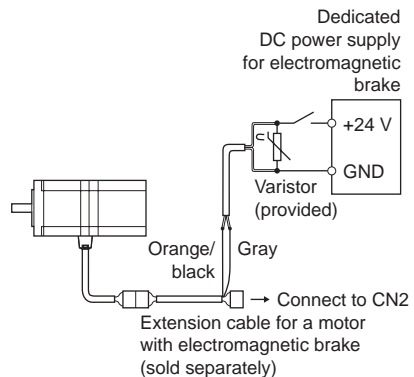 Dedicated
DC power supply
for electromagnetic
brake
+24 V
GND
Varistor
(provided)
Orange/
black
Gray
→ Connect to CN2
Extension cable for a motor
with electromagnetic brake
(sold separately)